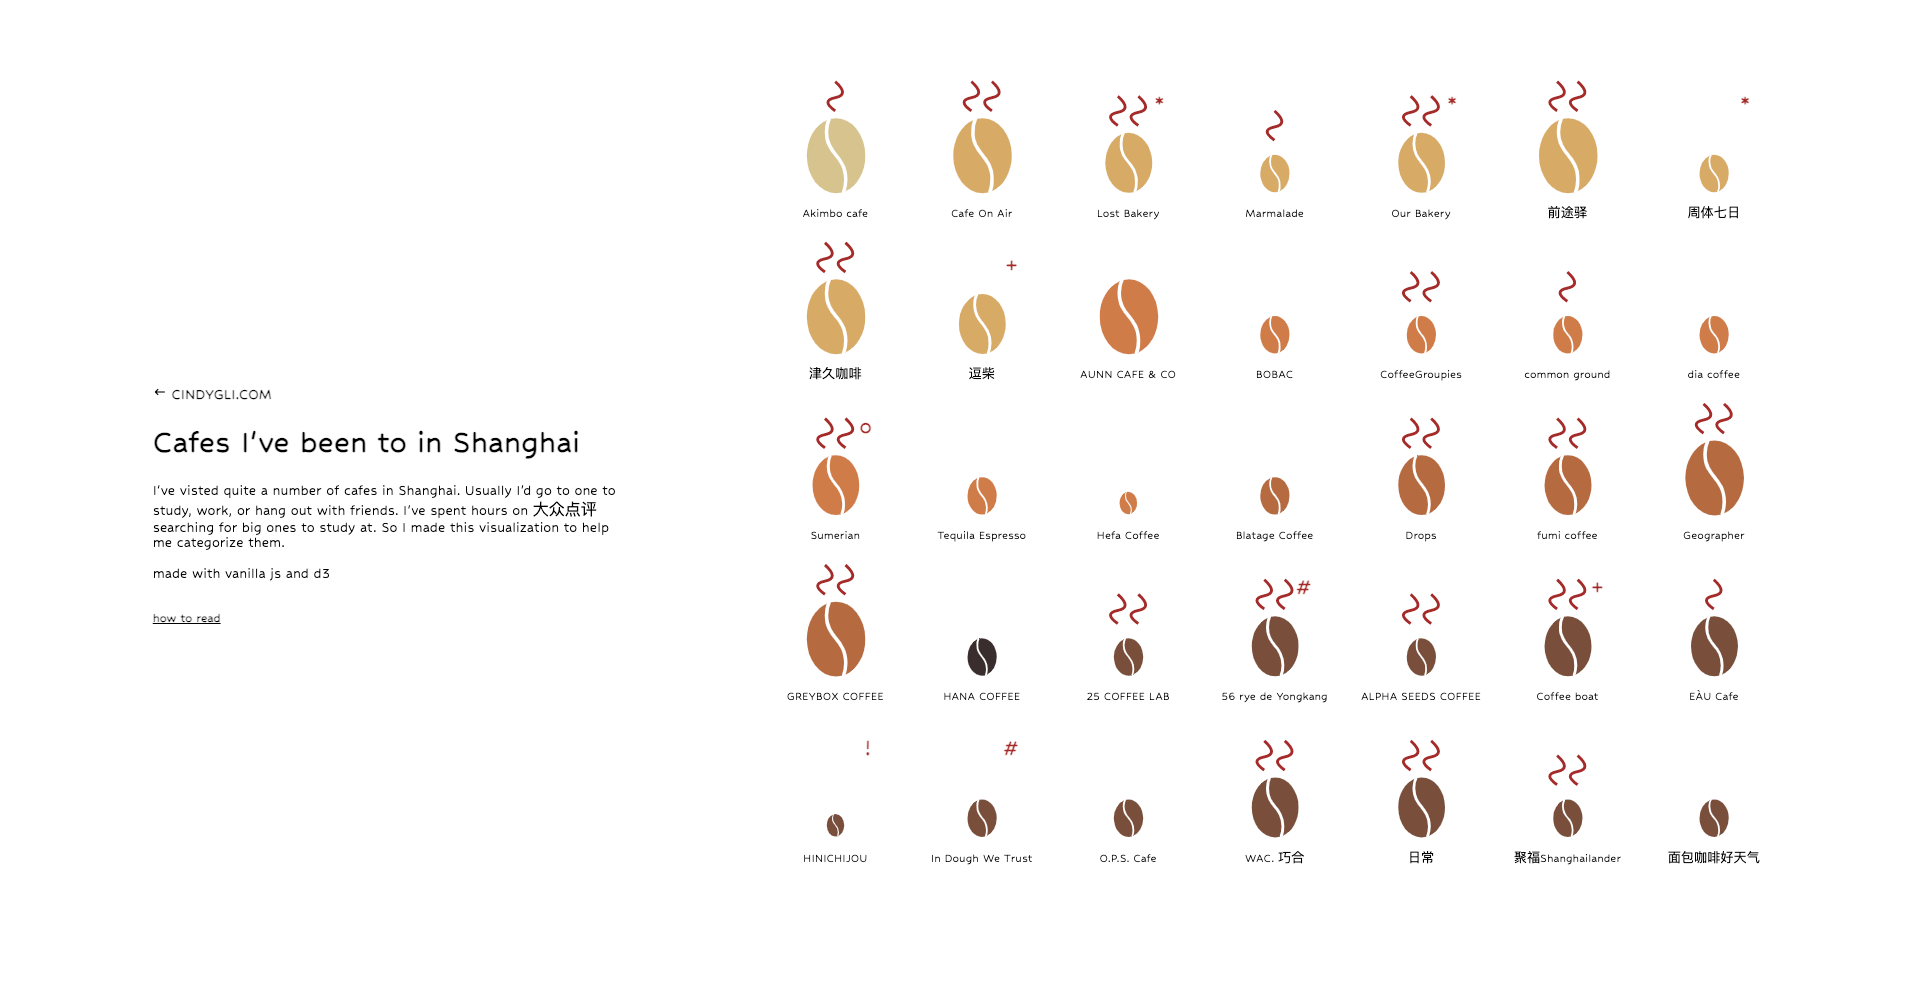 ← CINDYGLI.COM
Cafes I've been to in Shanghai
I've visted quite a number of cafes in Shanghai. Usually I'd go to one to
study, work, or hang out with friends. I've spent hours on 大众点评
searching for big ones to study at. So I made this visualization to help
me categorize them.
made with vanilla js and d3
how to read
* * *
Akimbo cafe Cafe On Air Lost Bakery Marmalade Our Bakery 前途驿 周体七日
+
津久咖啡 逗柴 AUNN CAFE & CO BOBAC CoffeeGroupies common ground dia coffee
o
Sumerian Tequila Espresso Hefa Coffee Blatage Coffee Drops fumi coffee Geographer
# +
GREYBOX COFFEE HANA COFFEE 25 COFFEE LAB 56 rye de Yongkang ALPHA SEEDS COFFEE Coffee boat EÀU Cafe
! #
HINICHIJOU In Dough We Trust O.P.S. Cafe WAC. 巧合 日常 聚福Shanghailander 面包咖啡好天气